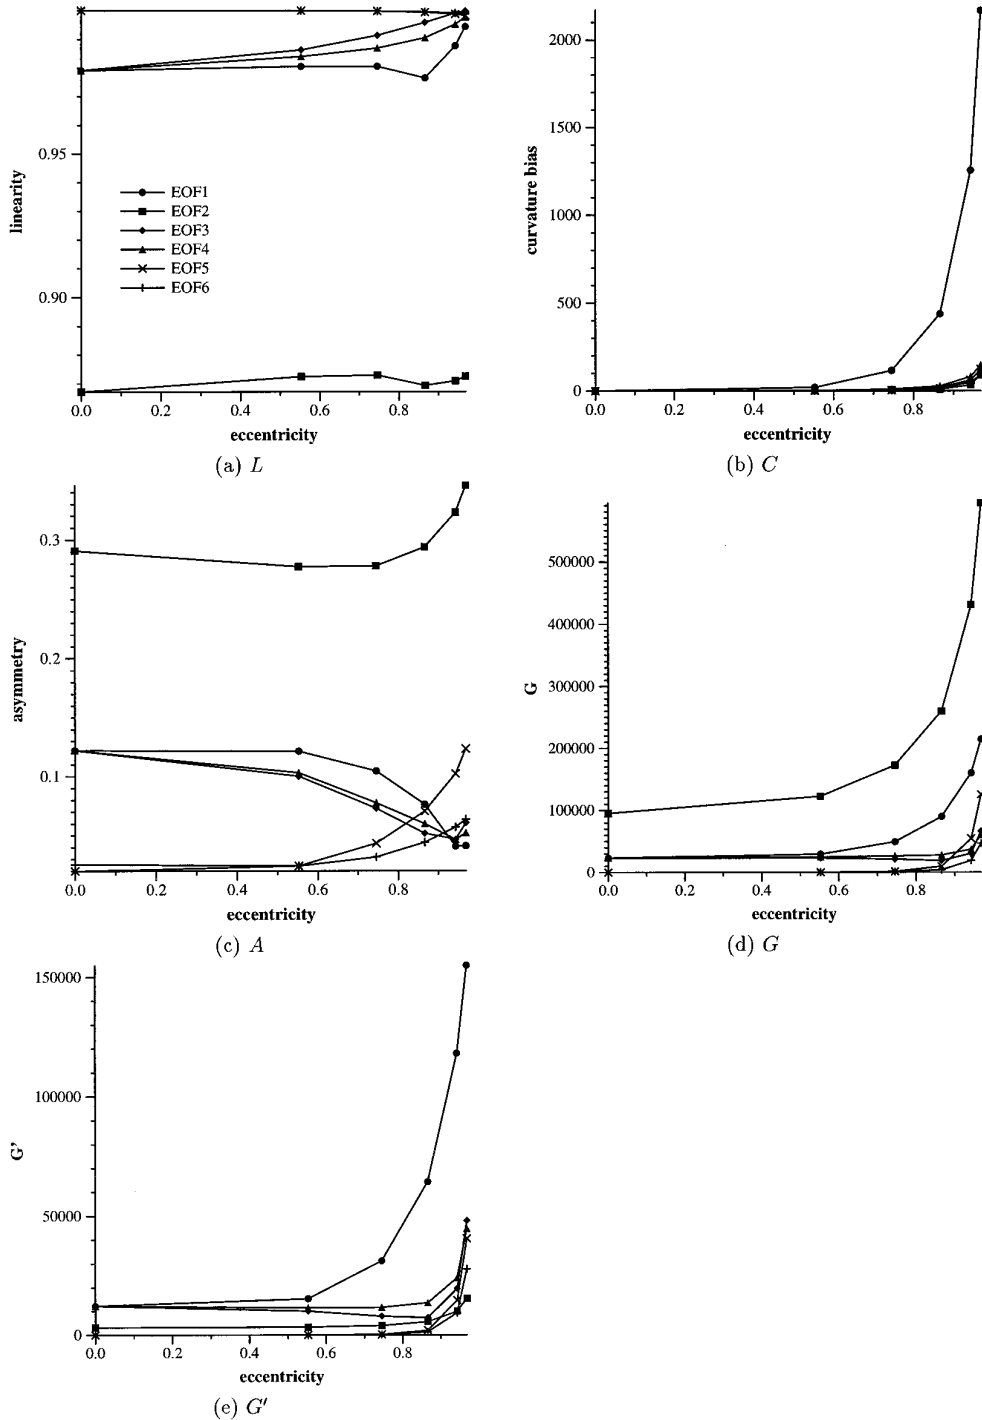 0.95
0.90
linearity
EOF1
EOF2
EOF3
EOF4
EOF5
EOF6
0.0 0.2 0.4 0.6 0.8
eccentricity
(a) L
2000
1500
1000
500
0
curvature bias
0.0 0.2 0.4 0.6 0.8
eccentricity
(b) C
0.3
0.2
0.1
asymmetry
0.0 0.2 0.4 0.6 0.8
eccentricity
(c) A
500000
400000
300000
200000
100000
0
G
0.0 0.2 0.4 0.6 0.8
eccentricity
(d) G
150000
100000
50000
0
G'
0.0 0.2 0.4 0.6 0.8
eccentricity
(e) G'